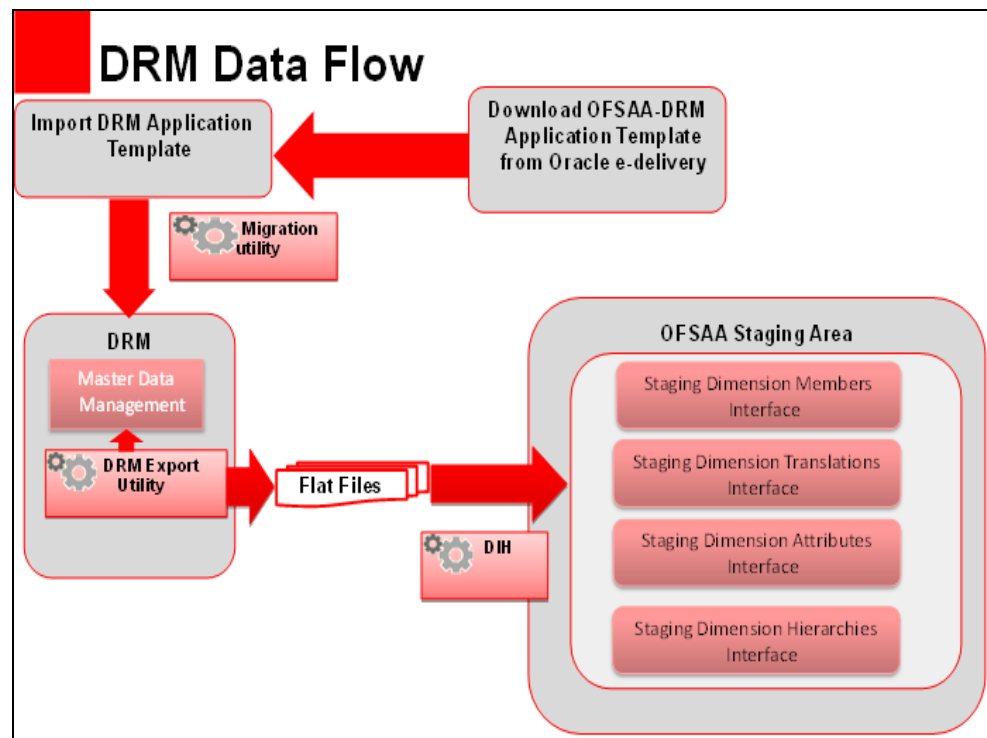 DRM Data Flow
Import DRM Application
Template
Download OFSAA-DRM
Application Template
from Oracle e-delivery
Migration
utility
DRM
Master Data
Management
DRM Export
Utility
Flat Files
DIH
OFSAA Staging Area
Staging Dimension Members
Interface
Staging Dimension Translations
Interface
Staging Dimension Attributes
Interface
Staging Dimension Hierarchies
Interface